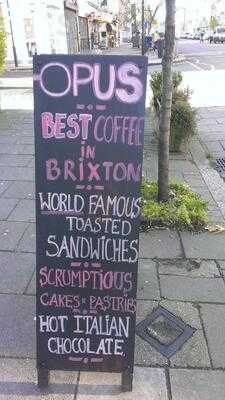 OPUS
BEST COFFEE
in
BRIXTON
WORLD FAMOUS
TOASTED
SANDWICHES
SCRUMPTIOUS
CAKES & PASTRIES
HOT ITALIAN
CHOCOLATE